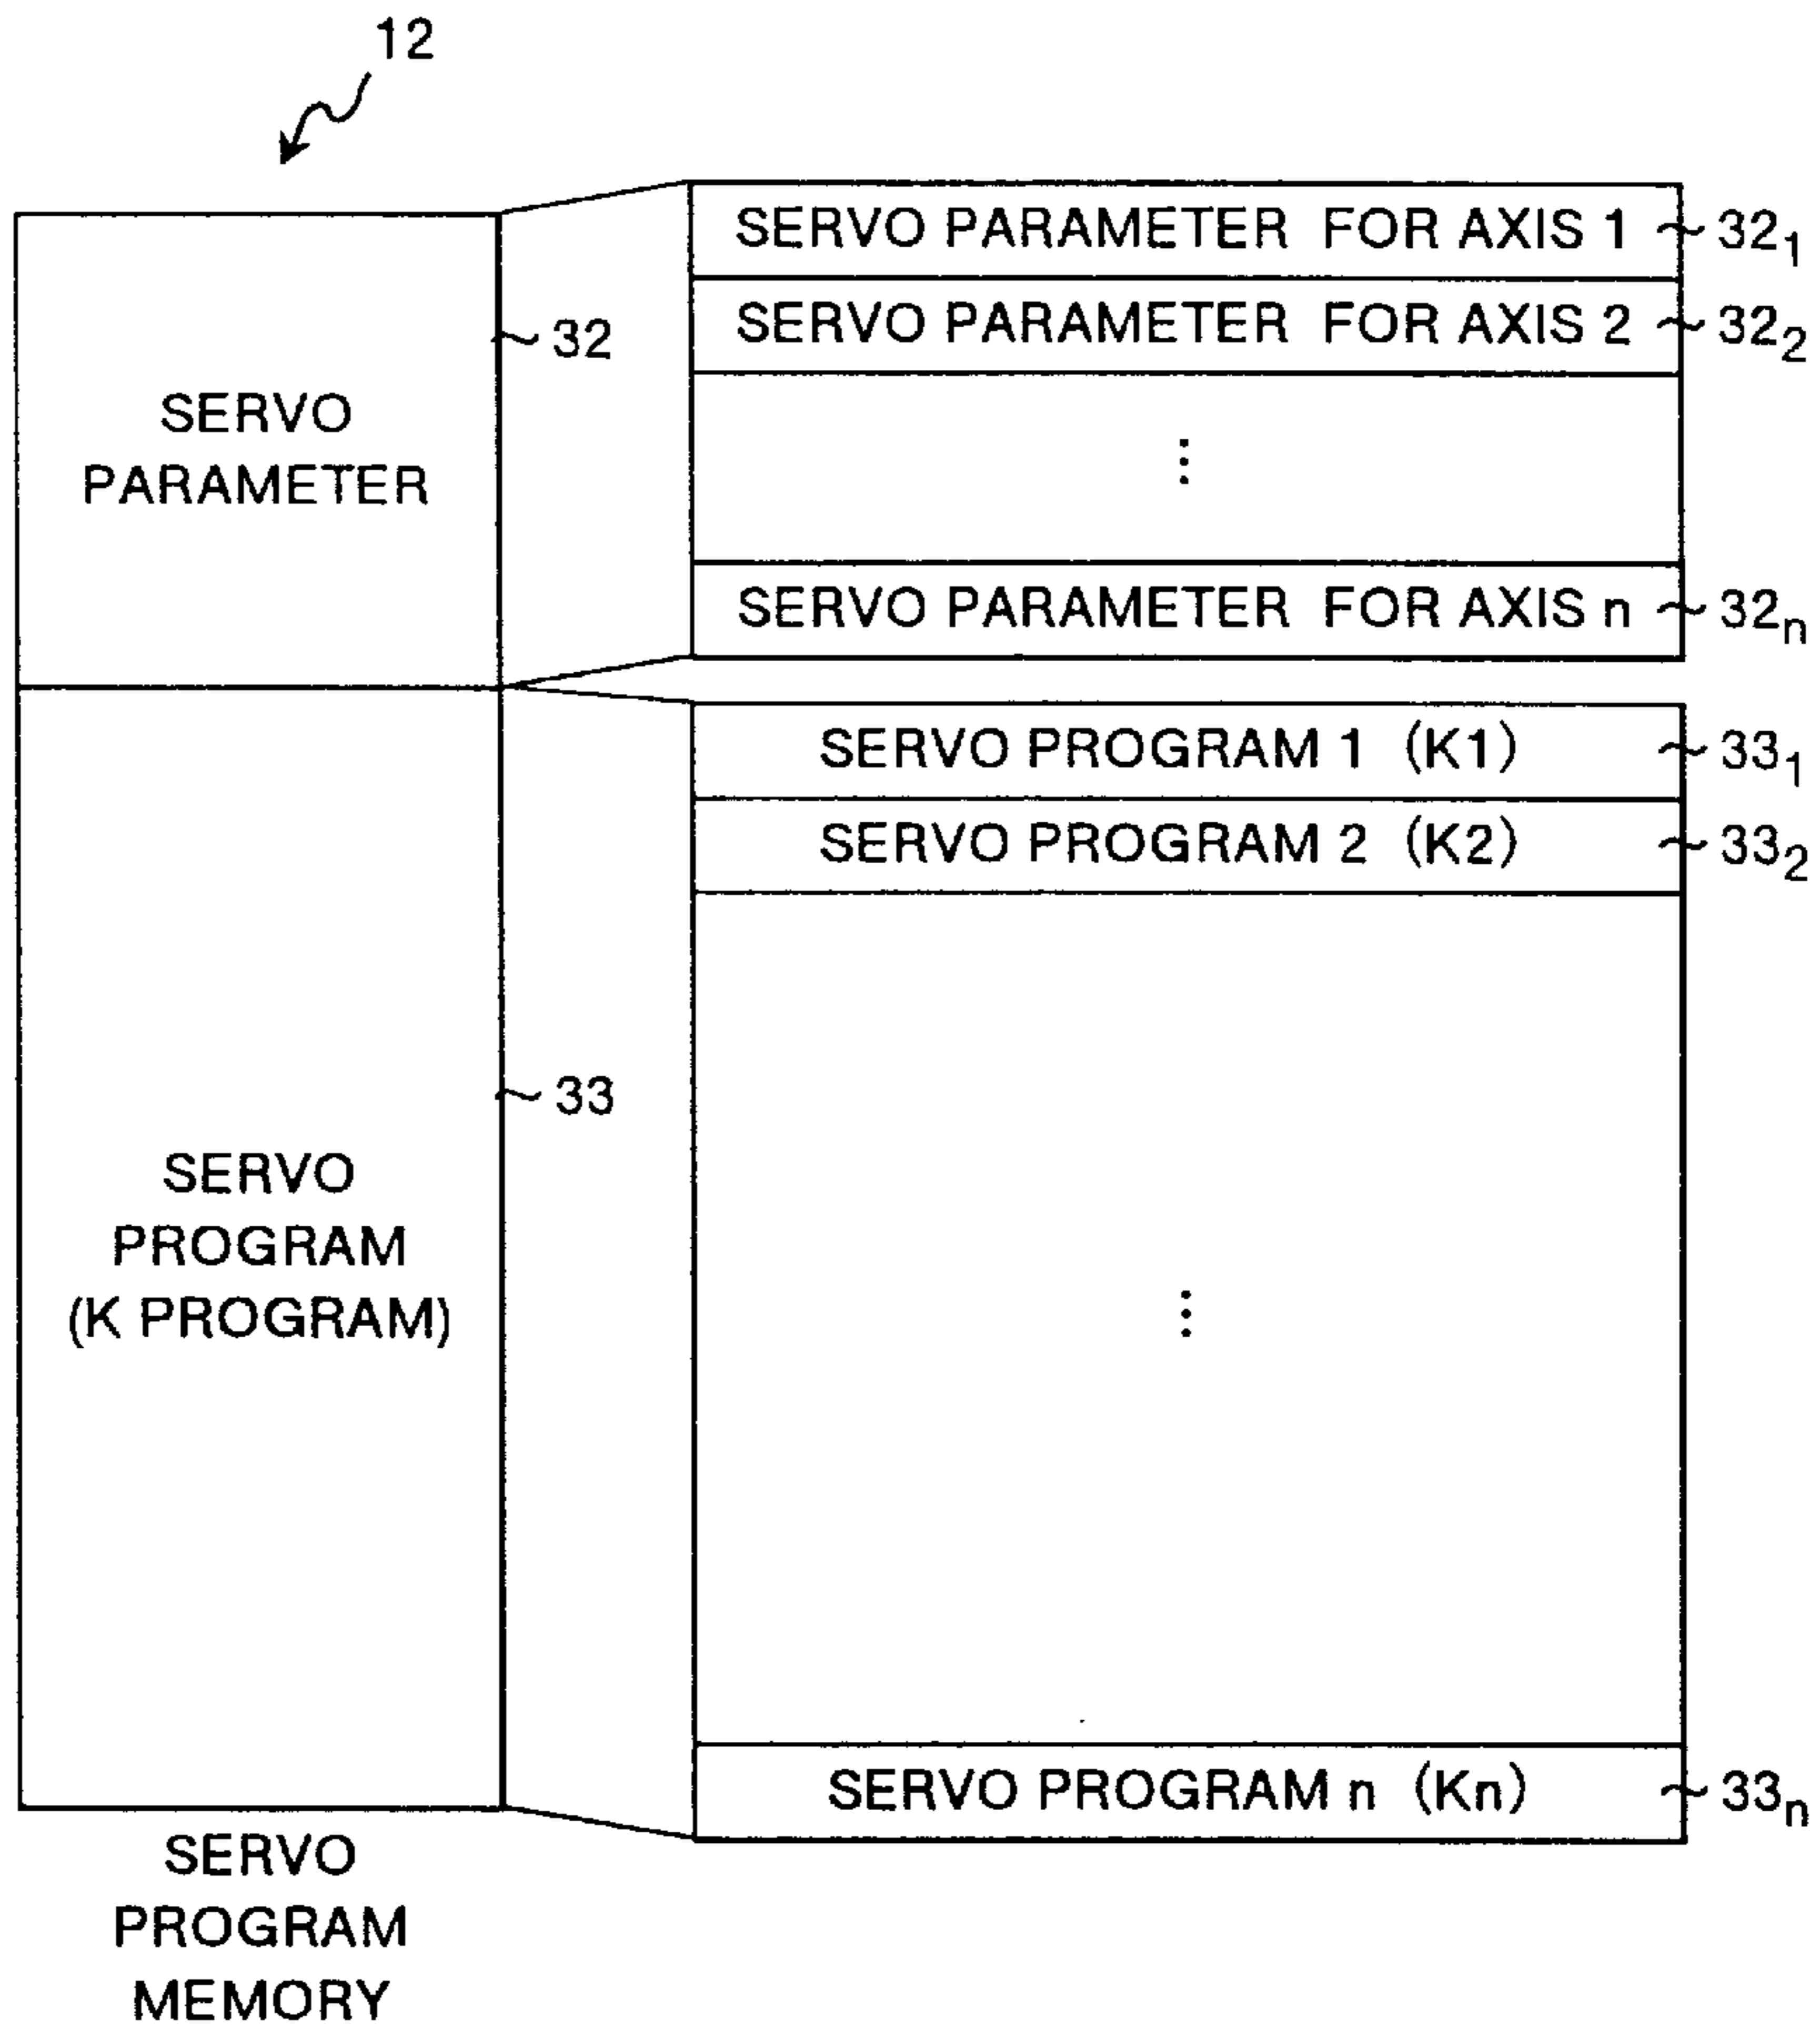 12
SERVO PARAMETER FOR AXIS 1 32₁
SERVO PARAMETER FOR AXIS 2 32₂
⋮
SERVO PARAMETER FOR AXIS n 32ₙ
32
SERVO
PARAMETER
SERVO PROGRAM 1 (K1) 33₁
SERVO PROGRAM 2 (K2) 33₂
⋮
SERVO PROGRAM n (Kn) 33ₙ
33
SERVO
PROGRAM
(K PROGRAM)
SERVO
PROGRAM
MEMORY